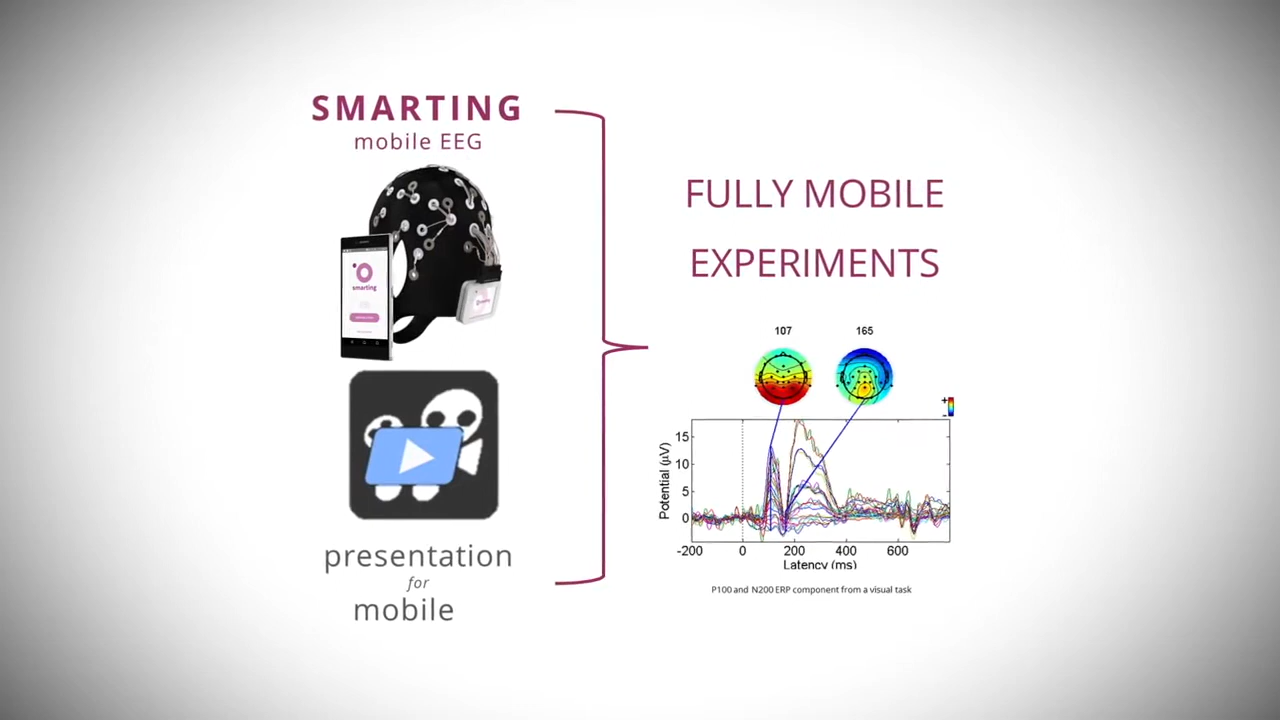 SMARTING
mobile EEG
smarting
presentation
for
mobile
FULLY MOBILE
EXPERIMENTS
107
165
+
-
15
10
5
0
Potential (μV)
-200
0
200
400
600
Latency (ms)
P100 and N200 ERP component from a visual task